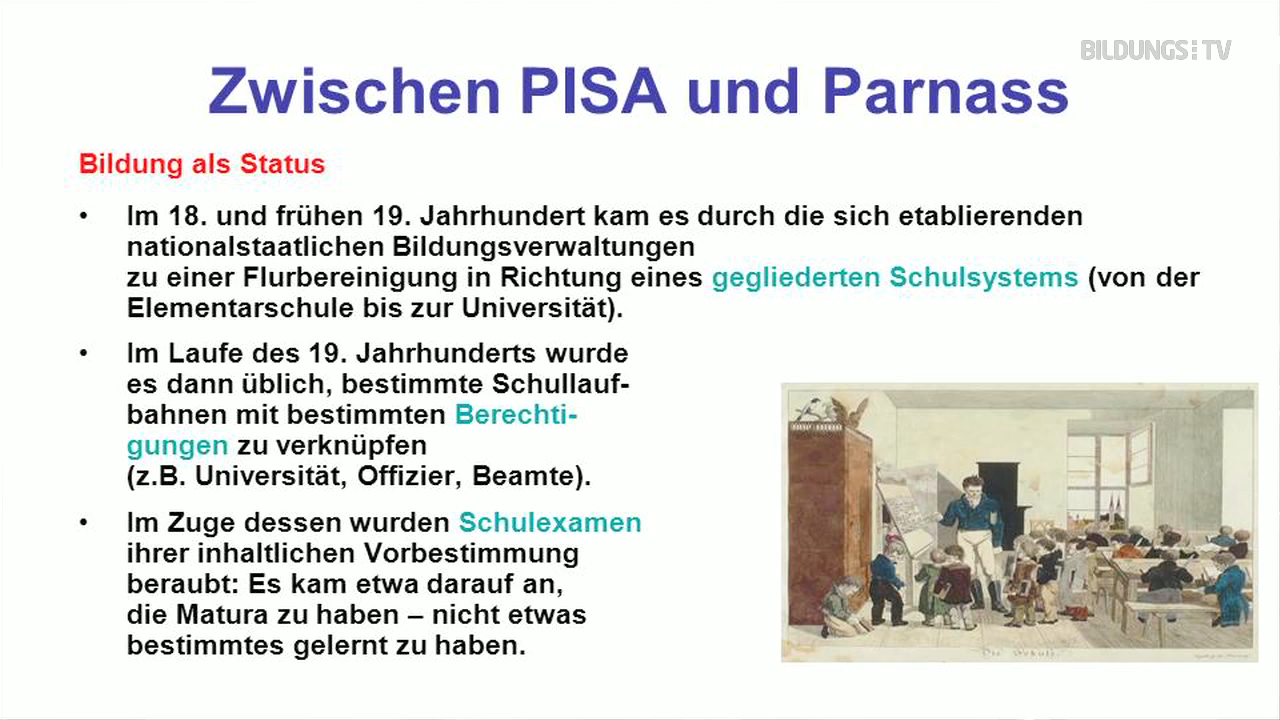 BILDUNGS:TV
Zwischen PISA und Parnass
Bildung als Status
• Im 18. und frühen 19. Jahrhundert kam es durch die sich etablierenden
nationalstaatlichen Bildungsverwaltungen
zu einer Flurbereinigung in Richtung eines gegliederten Schulsystems (von der
Elementarschule bis zur Universität).
• Im Laufe des 19. Jahrhunderts wurde
es dann üblich, bestimmte Schullauf-
bahnen mit bestimmten Berechti-
gungen zu verknüpfen
(z.B. Universität, Offizier, Beamte).
• Im Zuge dessen wurden Schulexamen
ihrer inhaltlichen Vorbestimmung
beraubt: Es kam etwa darauf an,
die Matura zu haben – nicht etwas
bestimmtes gelernt zu haben.
Die Schule.